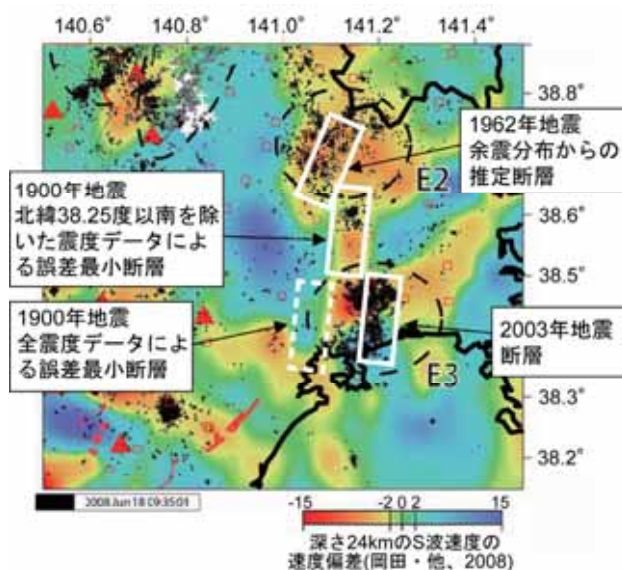 140.6° 140.8° 141.0° 141.2° 141.4°
38.8°
1962年地震
余震分布からの
推定断層
E2
1900年地震
北緯38.25度以南を除
いた震度データによ
る誤差最小断層
38.6°
38.5°
1900年地震
全震度データによ
る誤差最小断層
2003年地震
断層
E3
38.3°
38.2°
2008 Jun 18 09:35:01
-15 -2 0 2 15
深さ24kmのS波速度の
速度偏差(岡田・他、2008)